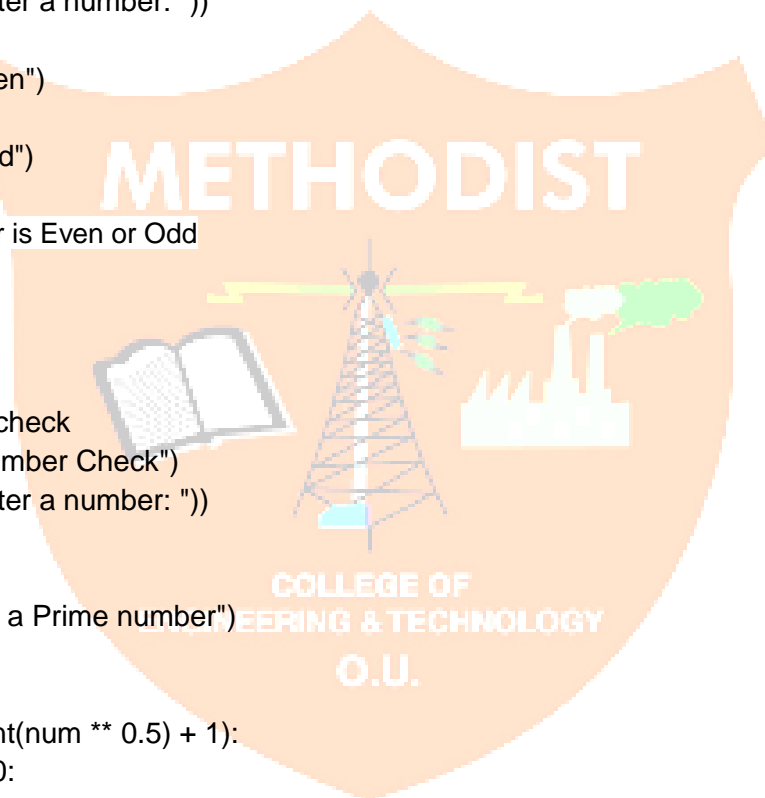 ter a number: "))
en")
d")
METHODIST
r is Even or Odd
check
mber Check")
ter a number: "))
COLLEGE OF
a Prime number")
ENGINEERING & TECHNOLOGY
O.U.
nt(num ** 0.5) + 1):
0: